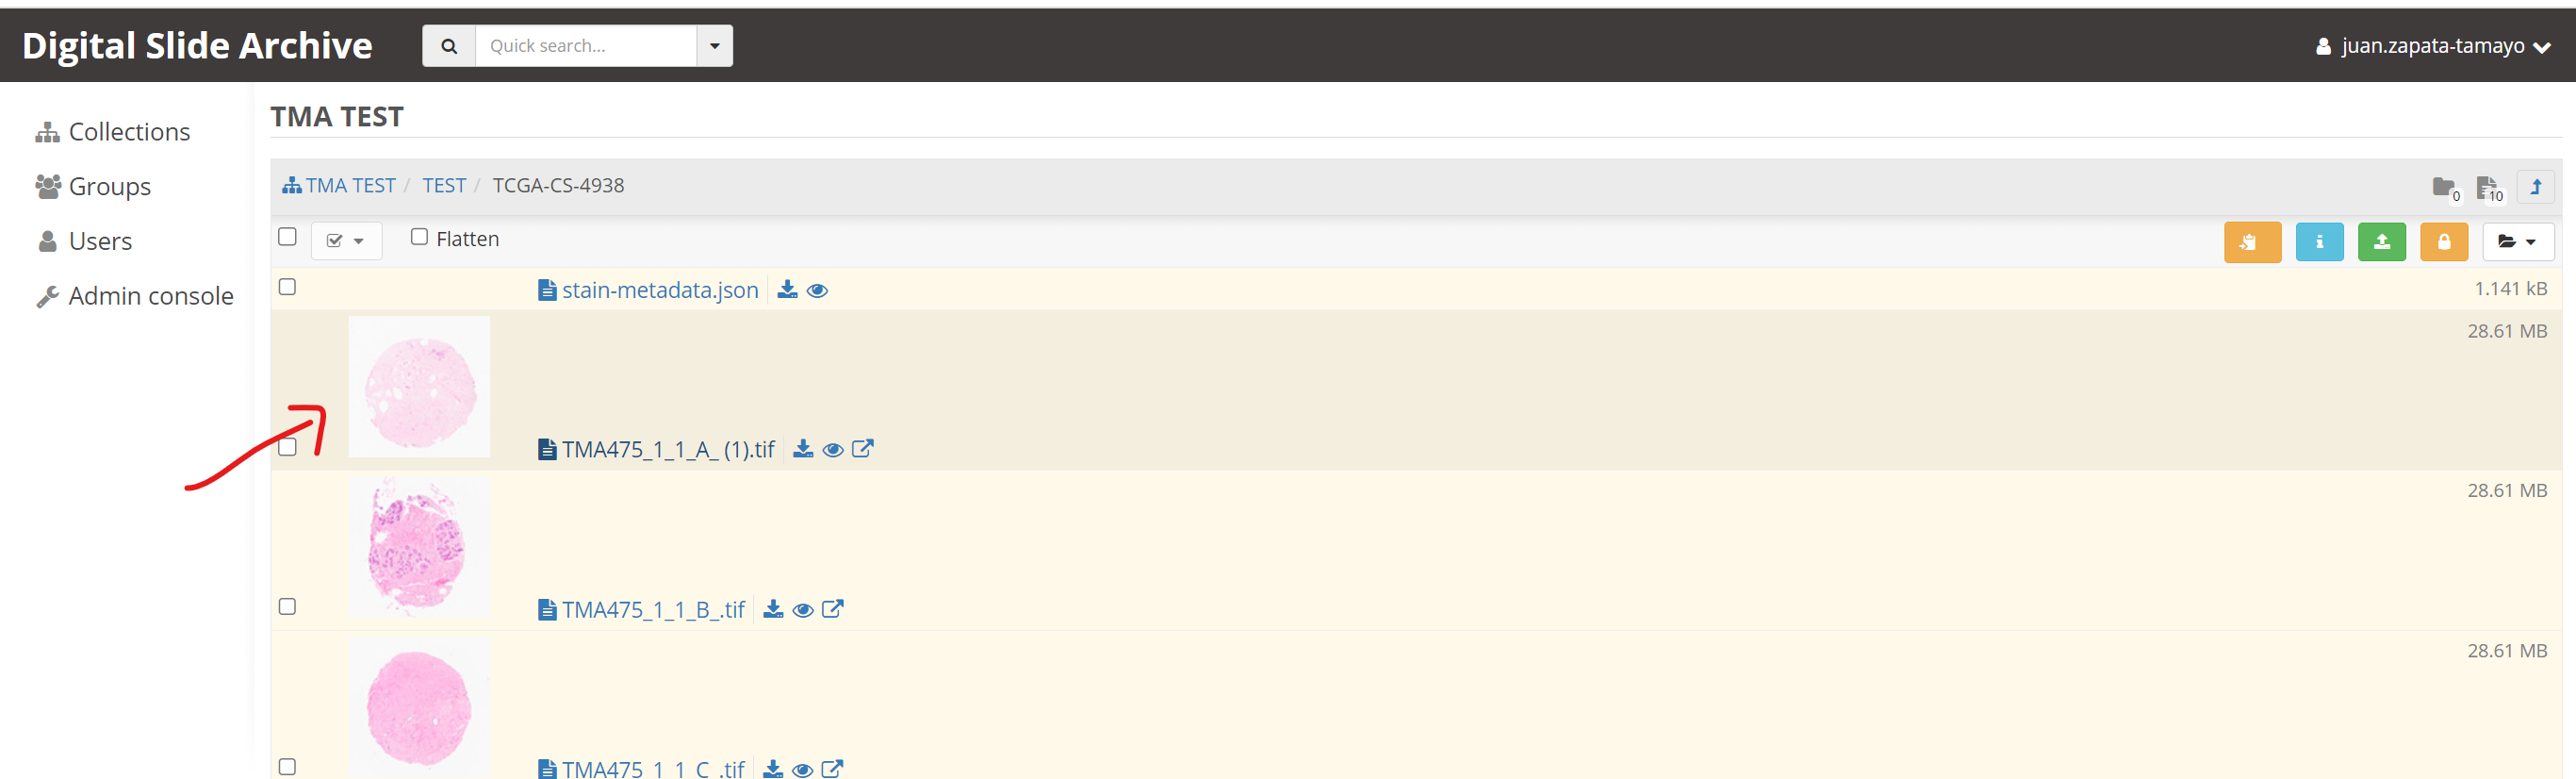 Digital Slide Archive
Quick search...
juan.zapata-tamayo
Collections
Groups
Users
Admin console
TMA TEST
TMA TEST / TEST / TCGA-CS-4938
0
10
Flatten
stain-metadata.json
1.141 kB
28.61 MB
TMA475_1_1_A_ (1).tif
28.61 MB
TMA475_1_1_B_.tif
28.61 MB
TMA475_1_1_C_.tif